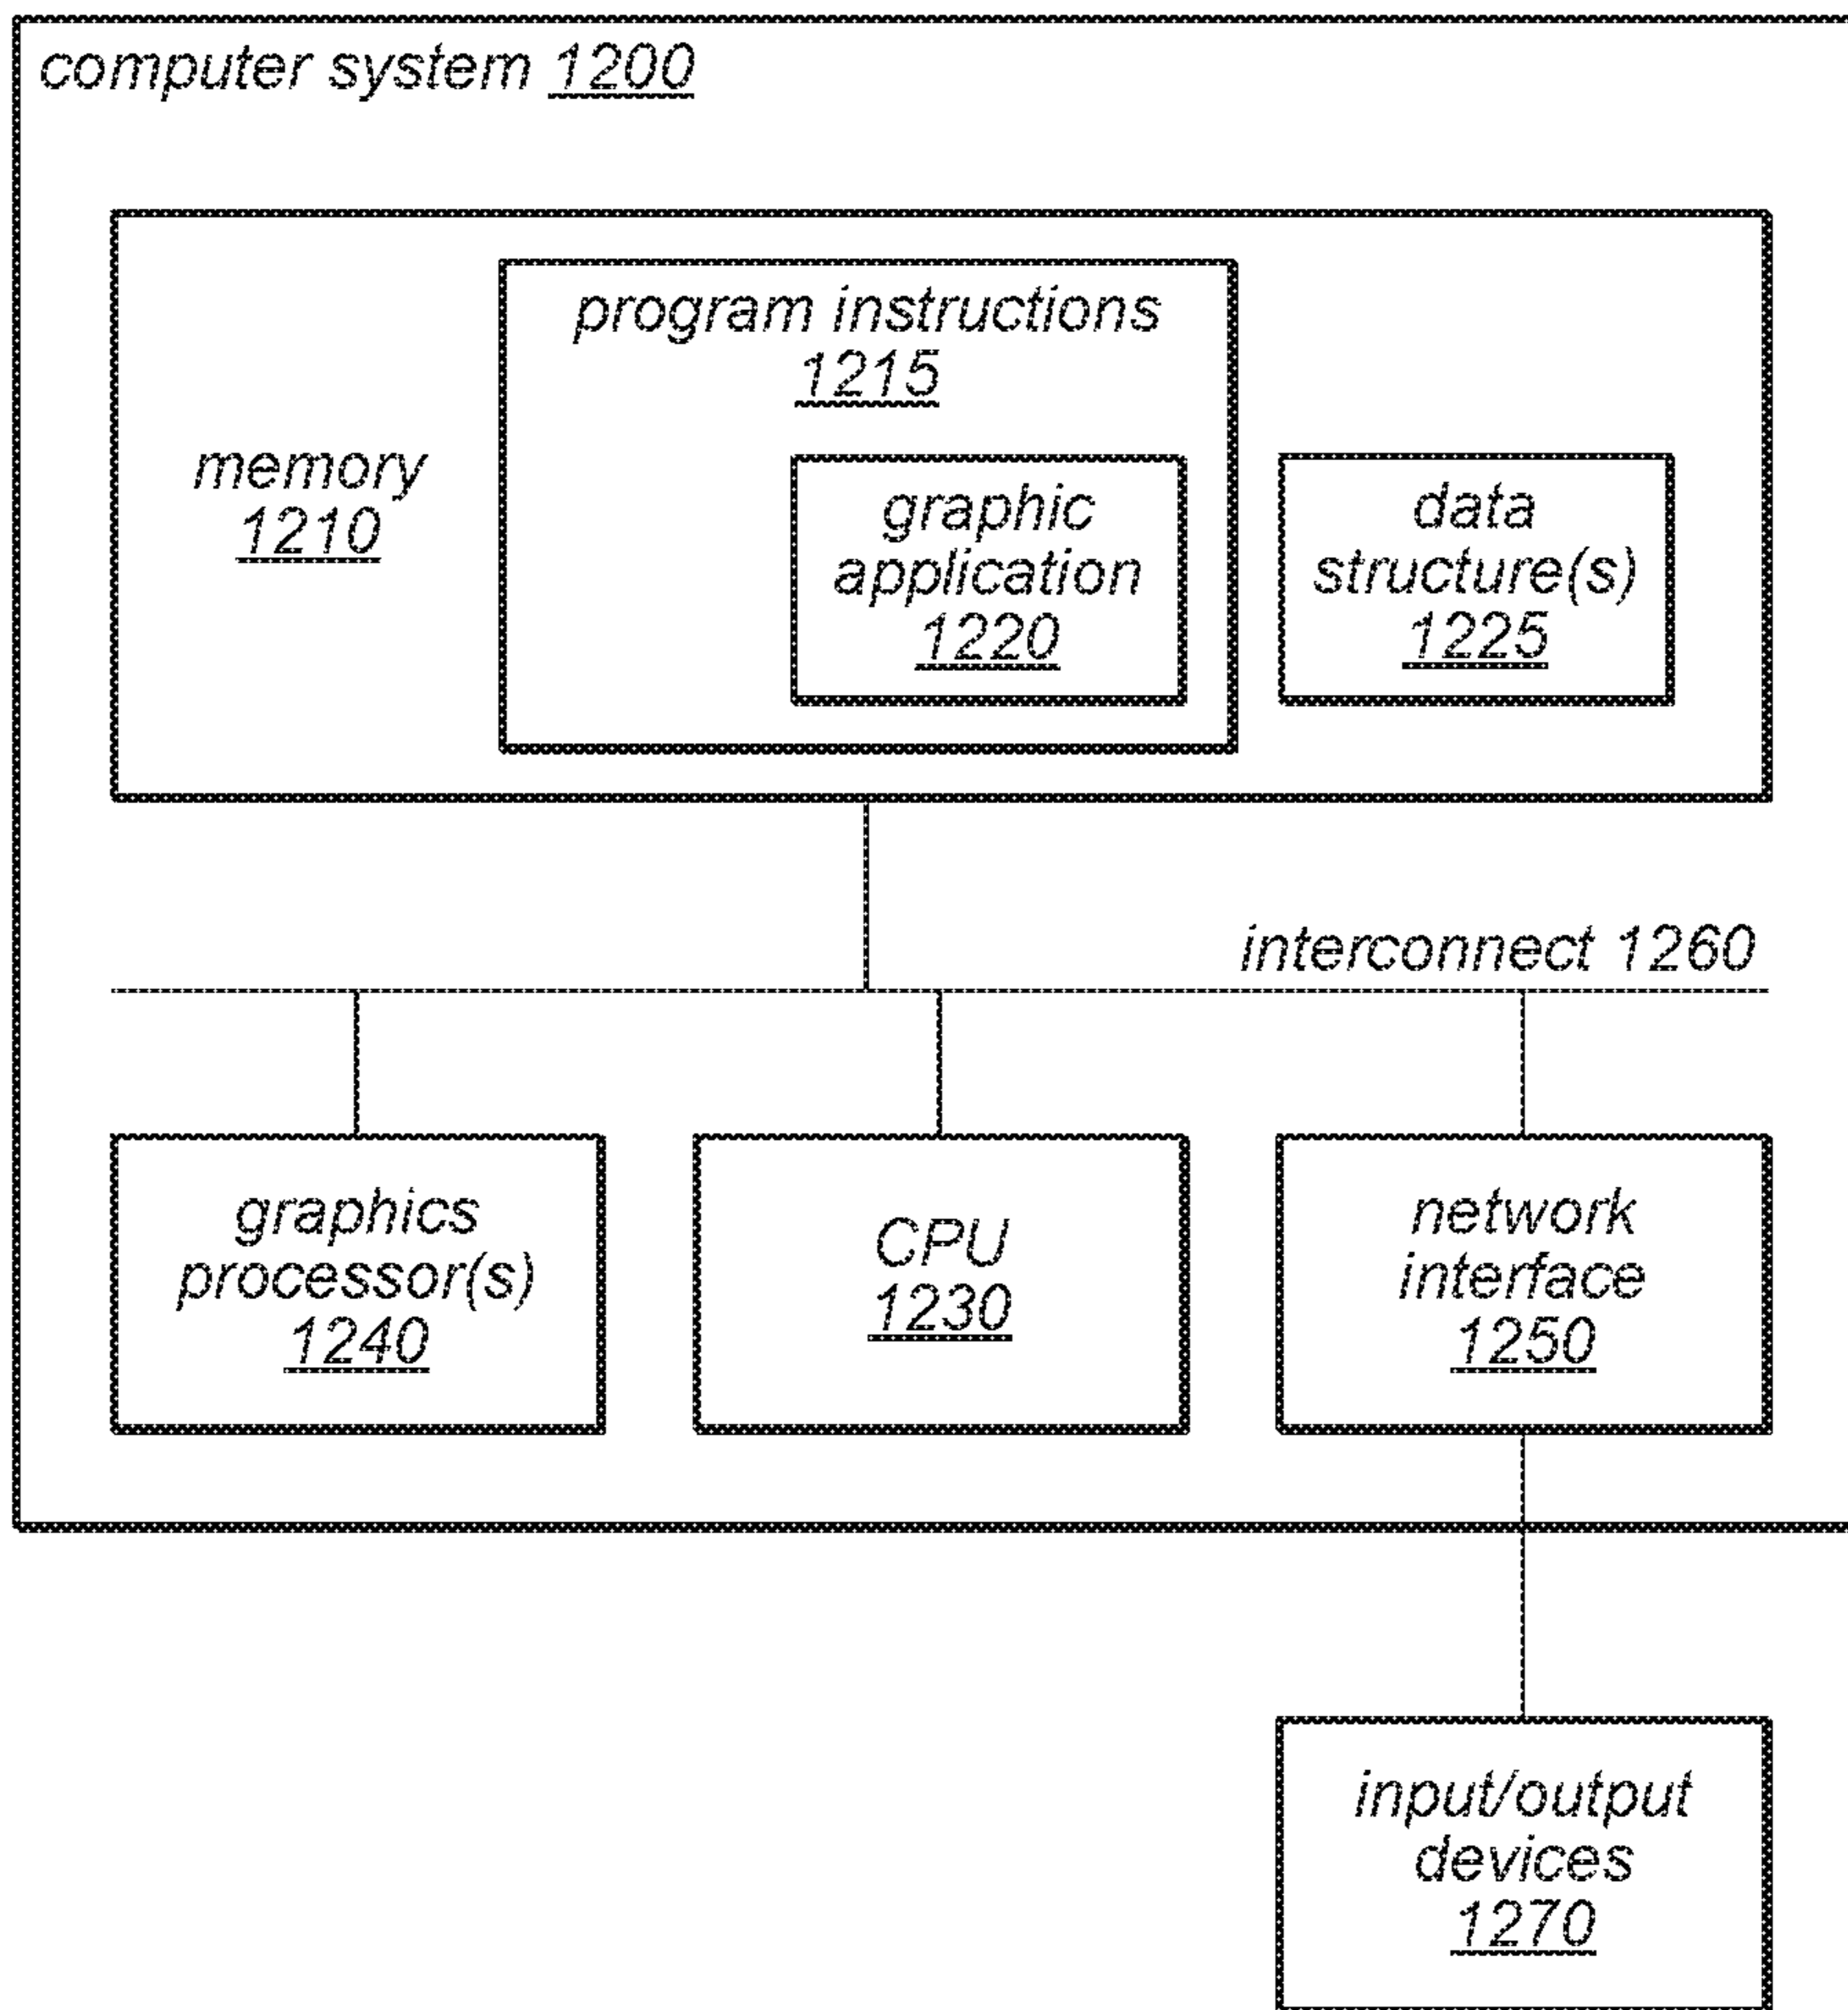 computer system 1200
program instructions
1215
memory
1210
graphic
application
1220
data
structure(s)
1225
interconnect 1260
graphics
processor(s)
1240
CPU
1230
network
interface
1250
input/output
devices
1270